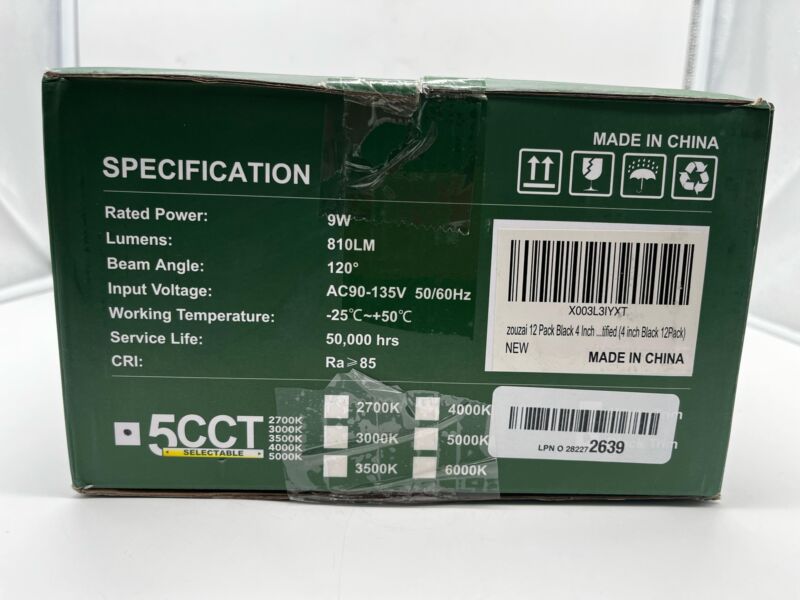 MADE IN CHINA
SPECIFICATION
Rated Power: 9W
Lumens: 810LM
Beam Angle: 120°
Input Voltage: AC90-135V 50/60Hz
Working Temperature: -25℃~+50℃
Service Life: 50,000 hrs
CRI: Ra≥85
X003L3IYXT
zouzai 12 Pack Black 4 Inch ...tified (4 inch Black 12Pack)
NEW
MADE IN CHINA
5CCT
SELECTABLE
2700K
3000K
3500K
4000K
5000K
2700K
4000K
3000K
5000K
3500K
6000K
LPN O 282272639